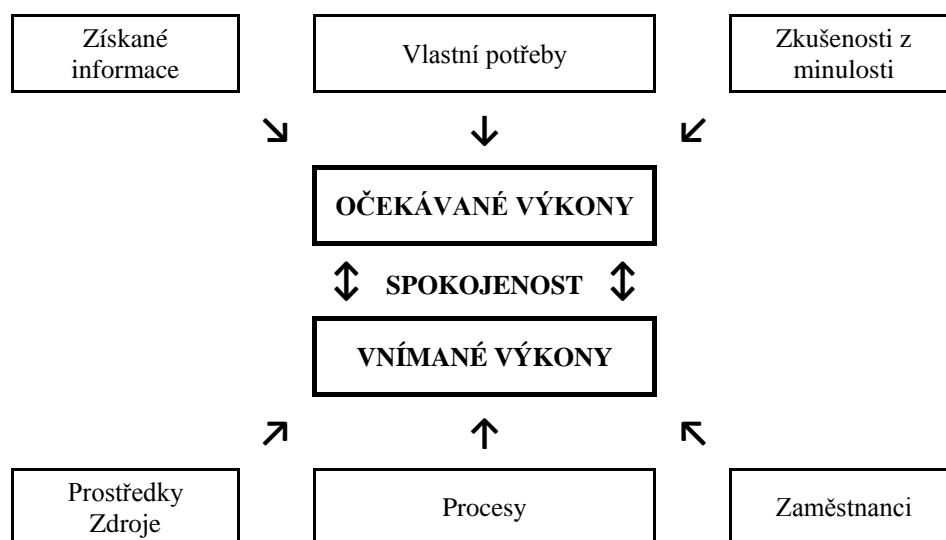 Získané
informace
Vlastní potřeby
Zkušenosti z
minulosti
OČEKÁVANÉ VÝKONY
SPOKOJENOST
VNÍMANÉ VÝKONY
Prostředky
Zdroje
Procesy
Zaměstnanci